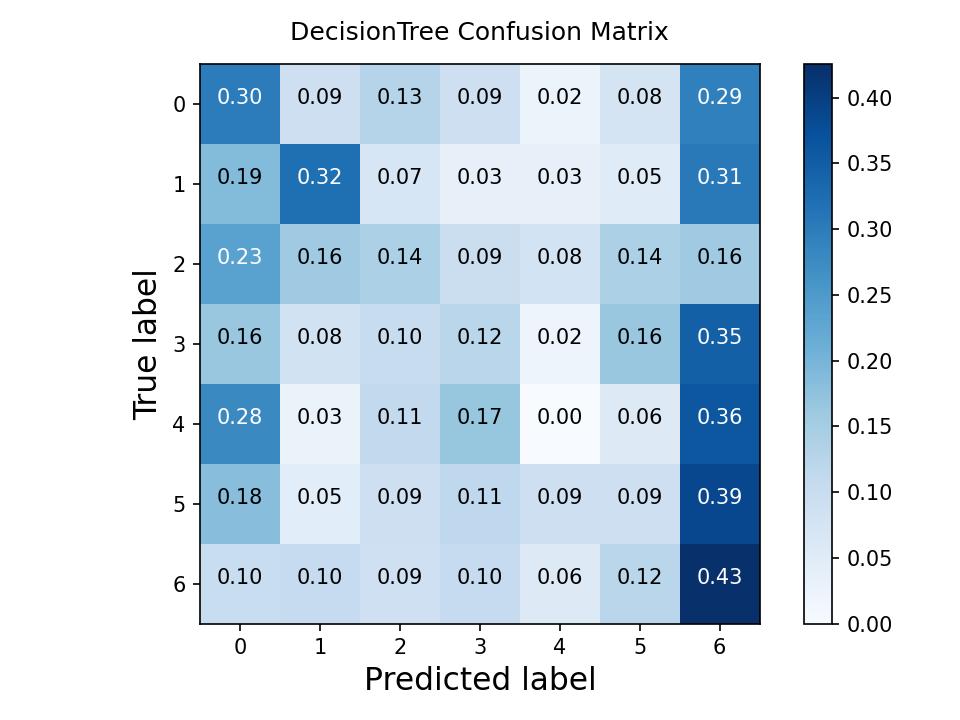 DecisionTree Confusion Matrix
0 0.30 0.09 0.13 0.09 0.02 0.08 0.29
1 0.19 0.32 0.07 0.03 0.03 0.05 0.31
2 0.23 0.16 0.14 0.09 0.08 0.14 0.16
3 0.16 0.08 0.10 0.12 0.02 0.16 0.35
4 0.28 0.03 0.11 0.17 0.00 0.06 0.36
5 0.18 0.05 0.09 0.11 0.09 0.09 0.39
6 0.10 0.10 0.09 0.10 0.06 0.12 0.43
0 1 2 3 4 5 6
True label
Predicted label
0.40
0.35
0.30
0.25
0.20
0.15
0.10
0.05
0.00